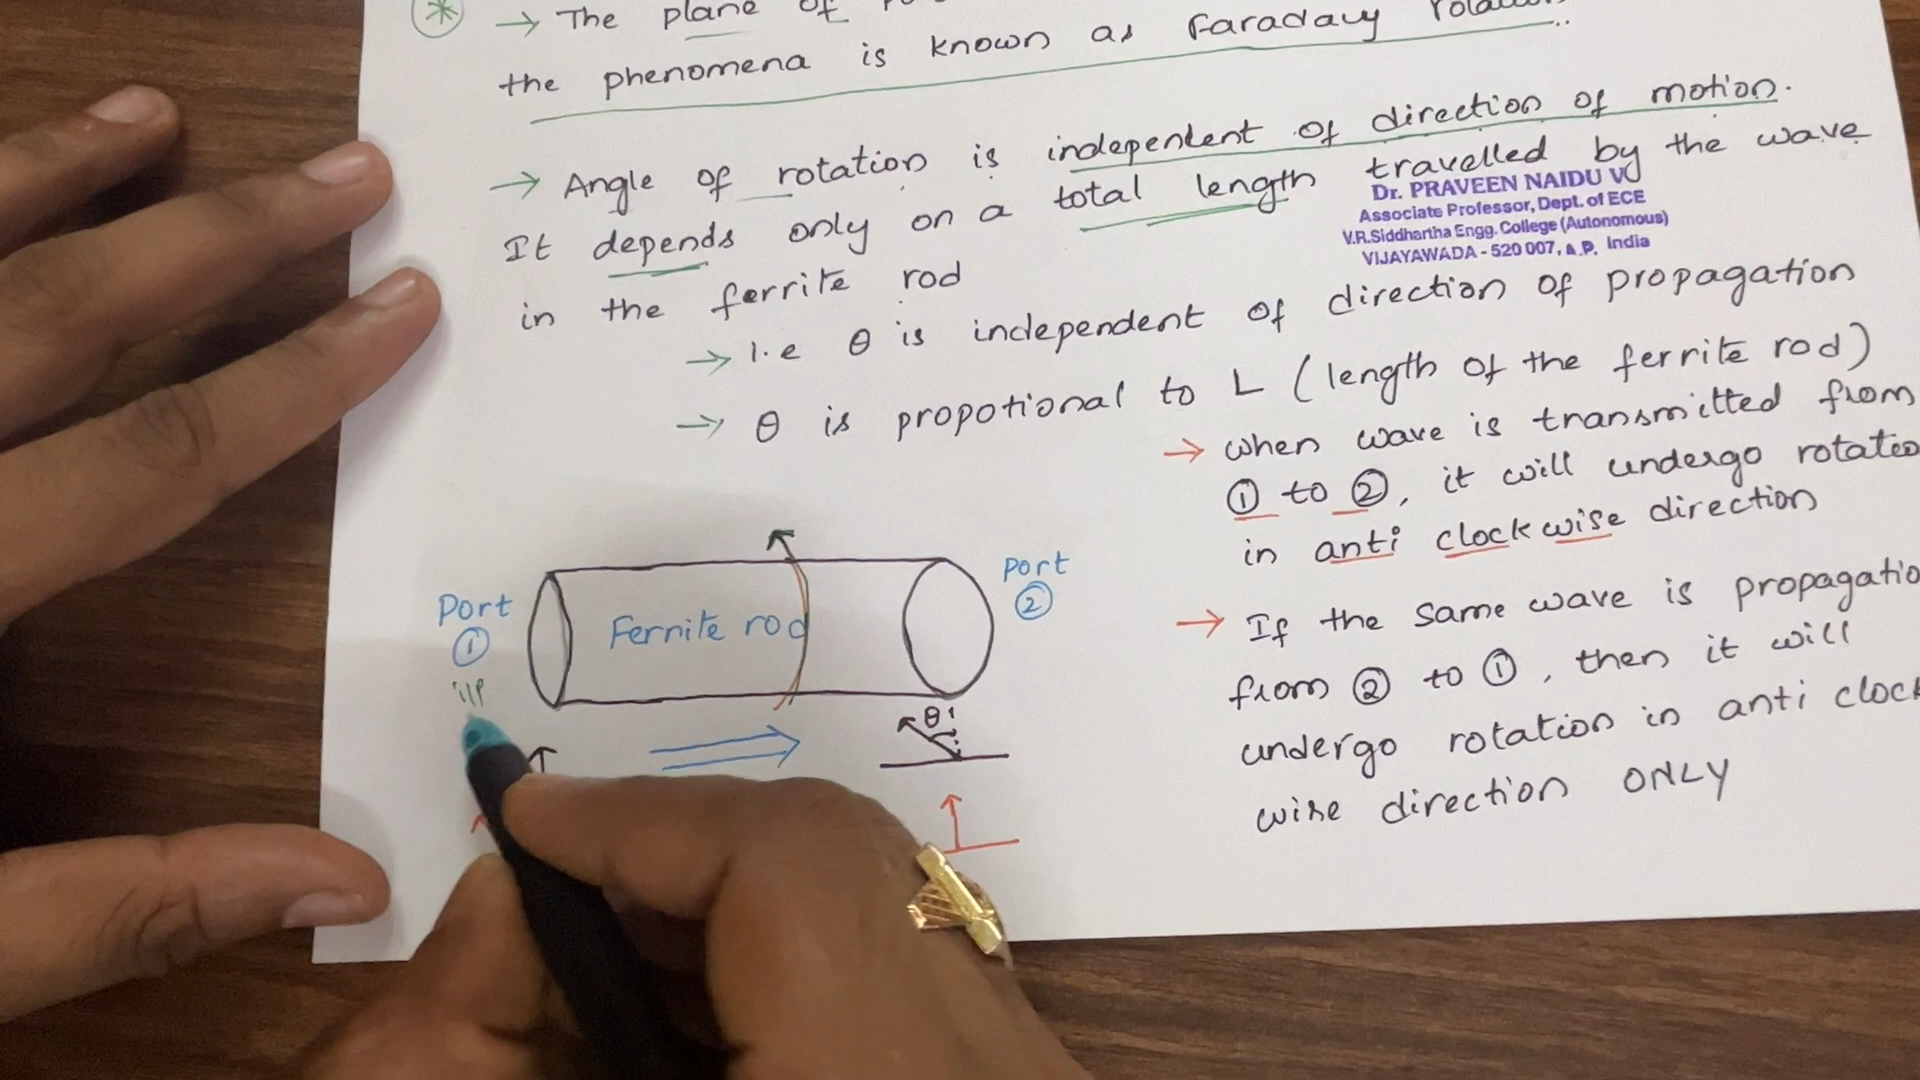 → The plane of
the phenomena is known as Faraday
→ Angle of rotation is independent of direction of motion.
It depends only on a total length travelled by the wave
in the ferrite rod
Dr. PRAVEEN NAIDU V
Associate Professor, Dept. of ECE
V.R.Siddhartha Engg. College (Autonomous)
VIJAYAWADA - 520 007, A.P. India
→ I.e θ is independent of direction of propagation
→ θ is propotional to L (length of the ferrite rod)
→ when wave is transmitted from
① to ②, it will undergo
in anti clockwise direction
→ If the same wave is
from ② to ①, then it will
undergo rotation in anti
wise direction ONLY
Port
①
i/p
Ferrite rod
Port
②
θ